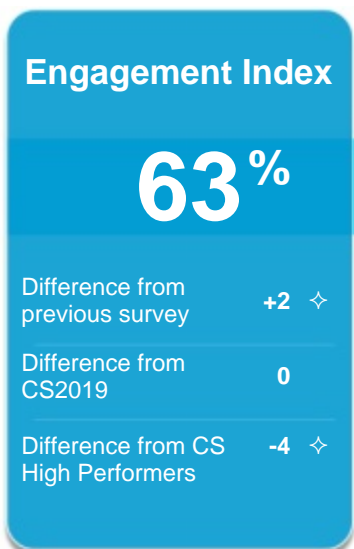 Engagement Index
63%
Difference from
previous survey +2 ✧
Difference from
CS2019 0
Difference from CS -4 ✧
High Performers